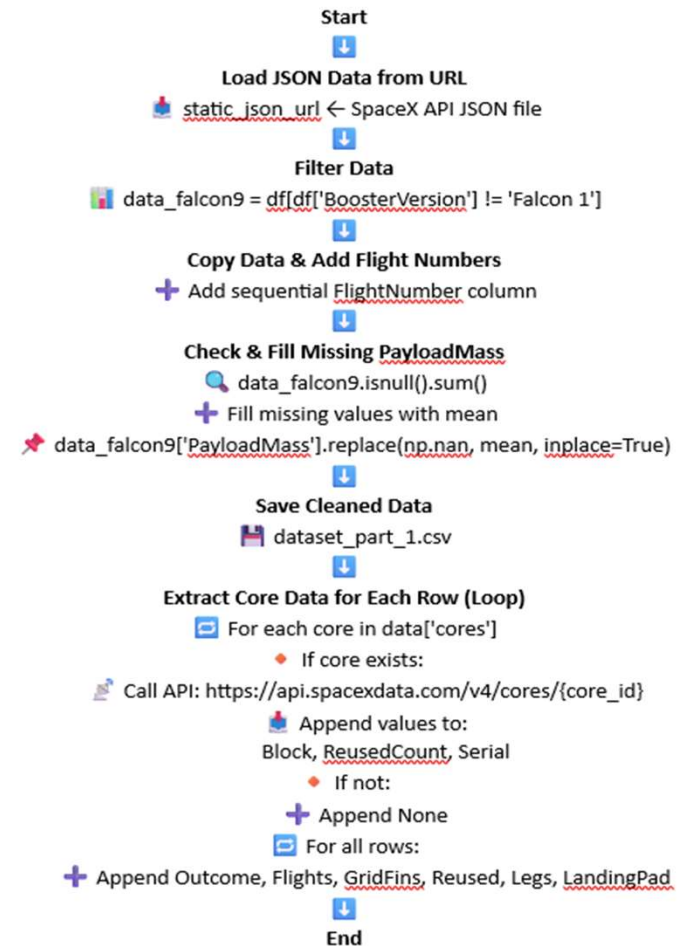 Start
Load JSON Data from URL
static_json_url ← SpaceX API JSON file
Filter Data
data_falcon9 = df[df['BoosterVersion'] != 'Falcon 1']
Copy Data & Add Flight Numbers
Add sequential FlightNumber column
Check & Fill Missing PayloadMass
data_falcon9.isnull().sum()
Fill missing values with mean
data_falcon9['PayloadMass'].replace(np.nan, mean, inplace=True)
Save Cleaned Data
dataset_part_1.csv
Extract Core Data for Each Row (Loop)
For each core in data['cores']
If core exists:
Call API: https://api.spacexdata.com/v4/cores/{core_id}
Append values to:
Block, ReusedCount, Serial
If not:
Append None
For all rows:
Append Outcome, Flights, GridFins, Reused, Legs, LandingPad
End